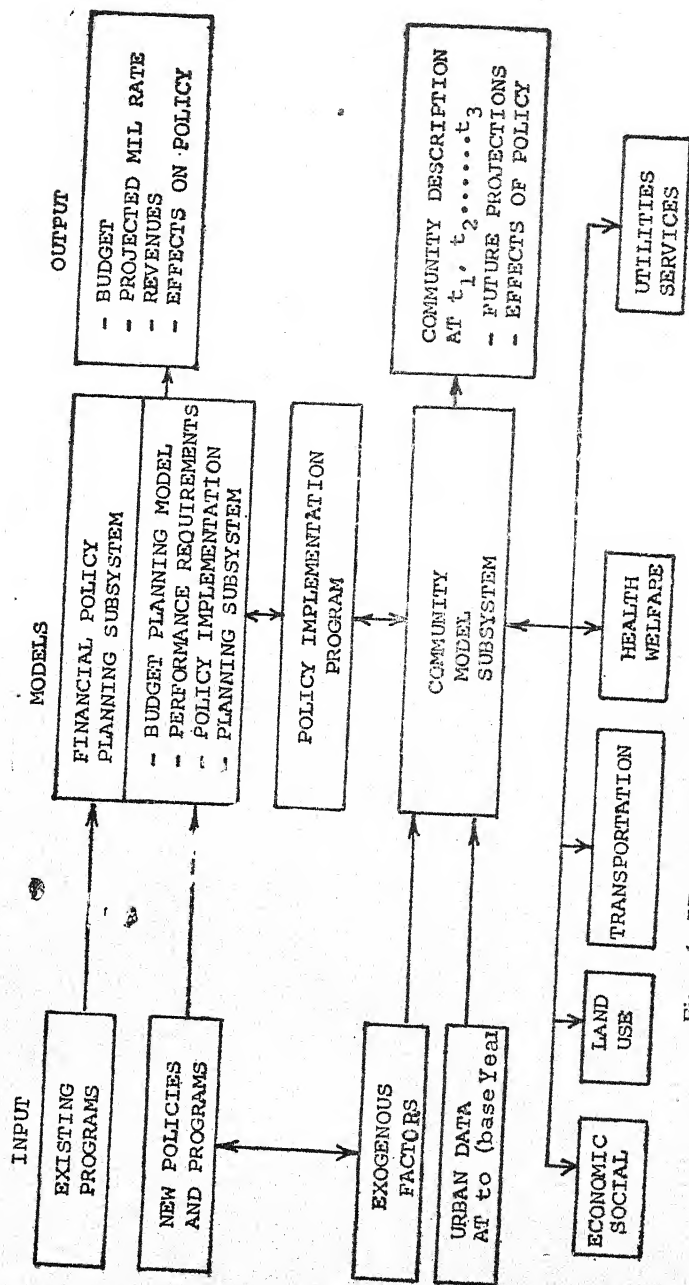 INPUT
MODELS
OUTPUT
EXISTING
PROGRAMS
NEW POLICIES
AND PROGRAMS
EXOGENOUS
FACTORS
URBAN DATA
AT to (base Year
FINANCIAL POLICY
PLANNING SUBSYSTEM
- BUDGET PLANNING MODEL
- PERFORMANCE REQUIREMENTS
- POLICY IMPLEMENTATION
- PLANNING SUBSYSTEM
POLICY IMPLEMENTATION
PROGRAM
COMMUNITY
MODEL
SUBSYSTEM
- BUDGET
- PROJECTED MIL RATE
- REVENUES
- EFFECTS ON POLICY
COMMUNITY DESCRIPTION
AT t1, t2......t3
- FUTURE PROJECTIONS
- EFFECTS OF POLICY
ECONOMIC
SOCIAL
LAND
USE
TRANSPORTATION
HEALTH
WELFARE
UTILITIES
SERVICES